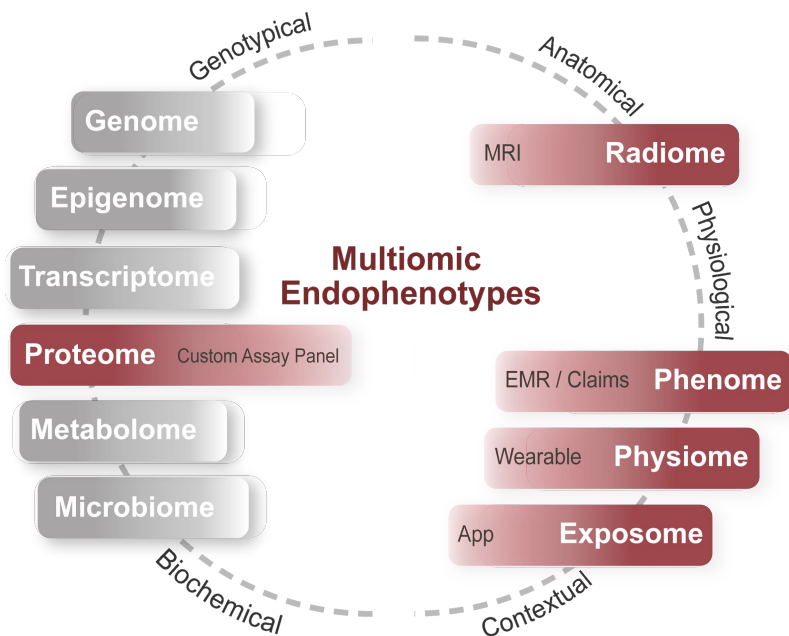 Genotypical
Anatomical
Genome
MRI Radiome
Epigenome
Physiological
Transcriptome
Multiomic
Endophenotypes
Proteome Custom Assay Panel
EMR / Claims Phenome
Metabolome
Wearable Physiome
Microbiome
App Exposome
Biochemical
Contextual